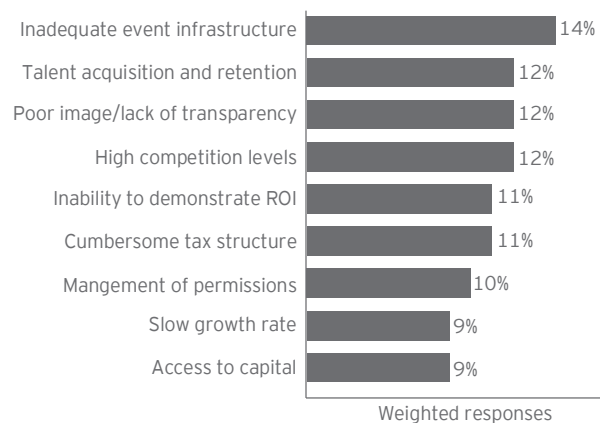 Inadequate event infrastructure 14%
Talent acquisition and retention 12%
Poor image/lack of transparency 12%
High competition levels 12%
Inability to demonstrate ROI 11%
Cumbersome tax structure 11%
Mangement of permissions 10%
Slow growth rate 9%
Access to capital 9%
Weighted responses